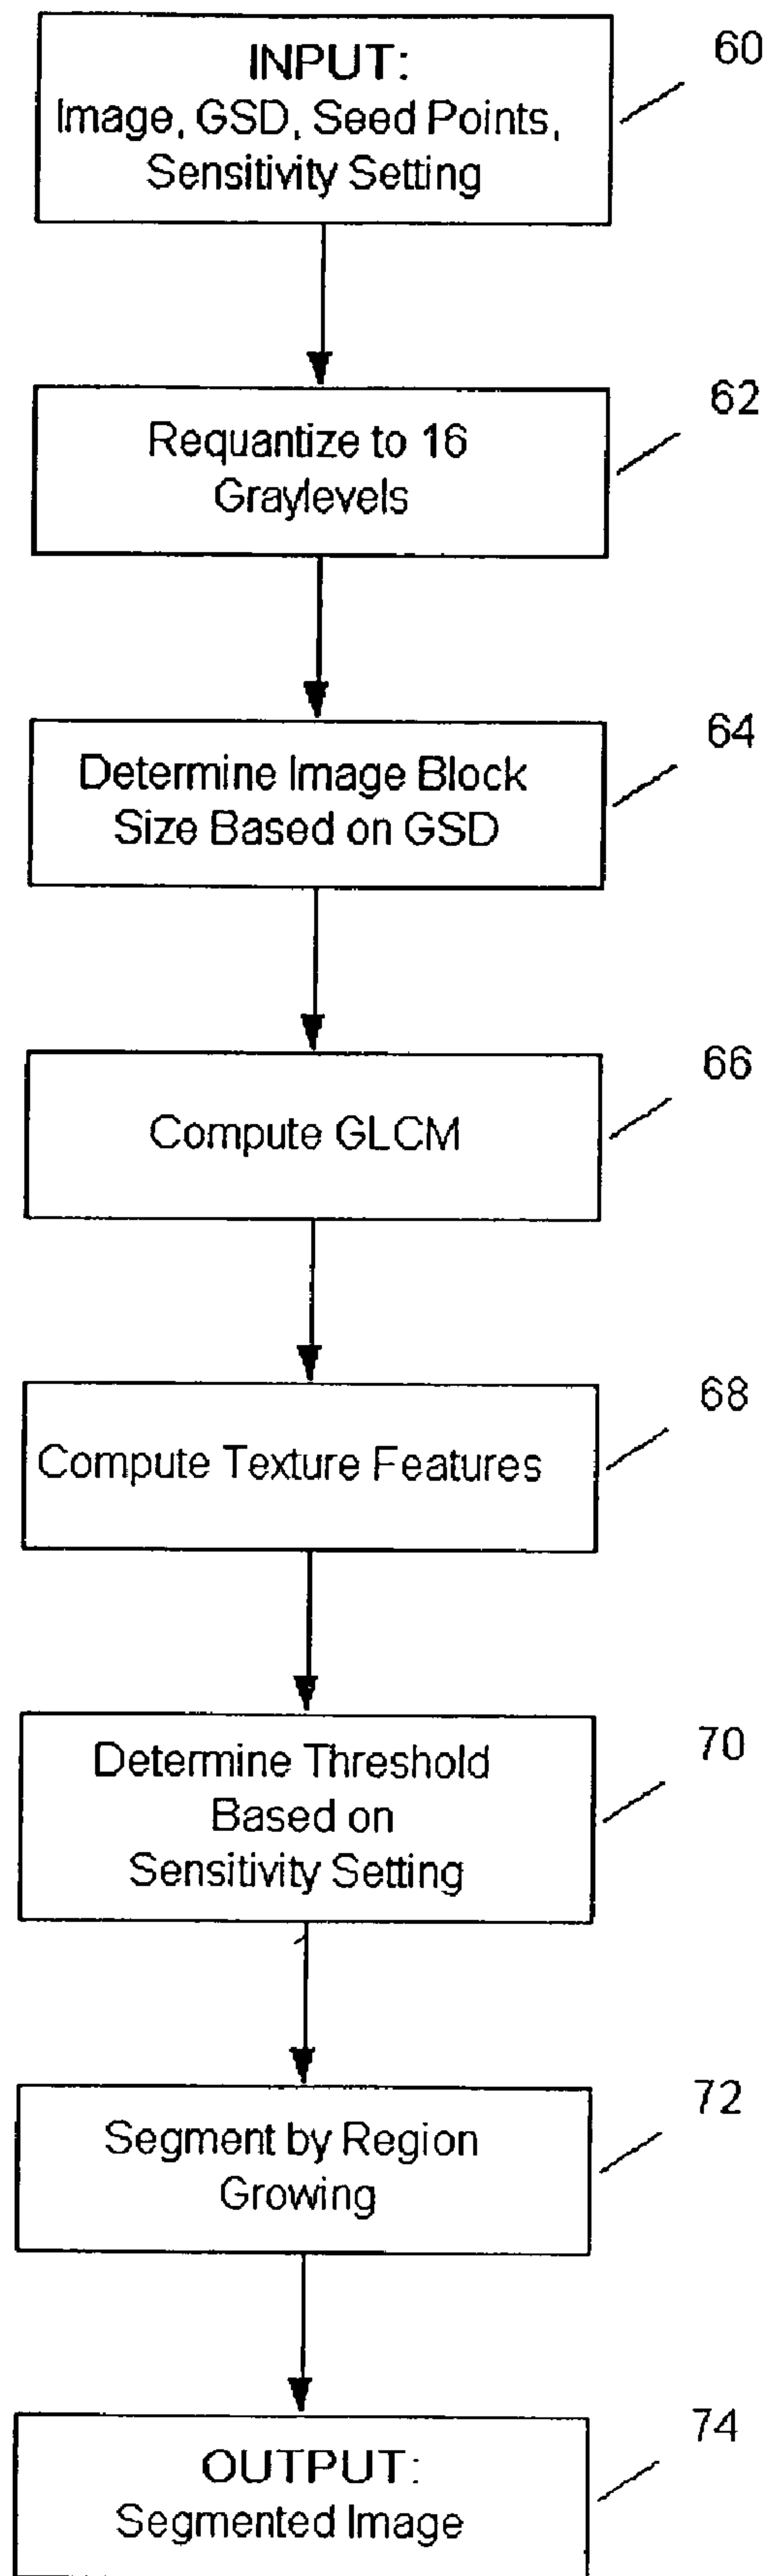 INPUT:
Image, GSD, Seed Points,
Sensitivity Setting
60
Requantize to 16
Graylevels
62
Determine Image Block
Size Based on GSD
64
Compute GLCM
66
Compute Texture Features
68
Determine Threshold
Based on
Sensitivity Setting
70
Segment by Region
Growing
72
OUTPUT:
Segmented Image
74